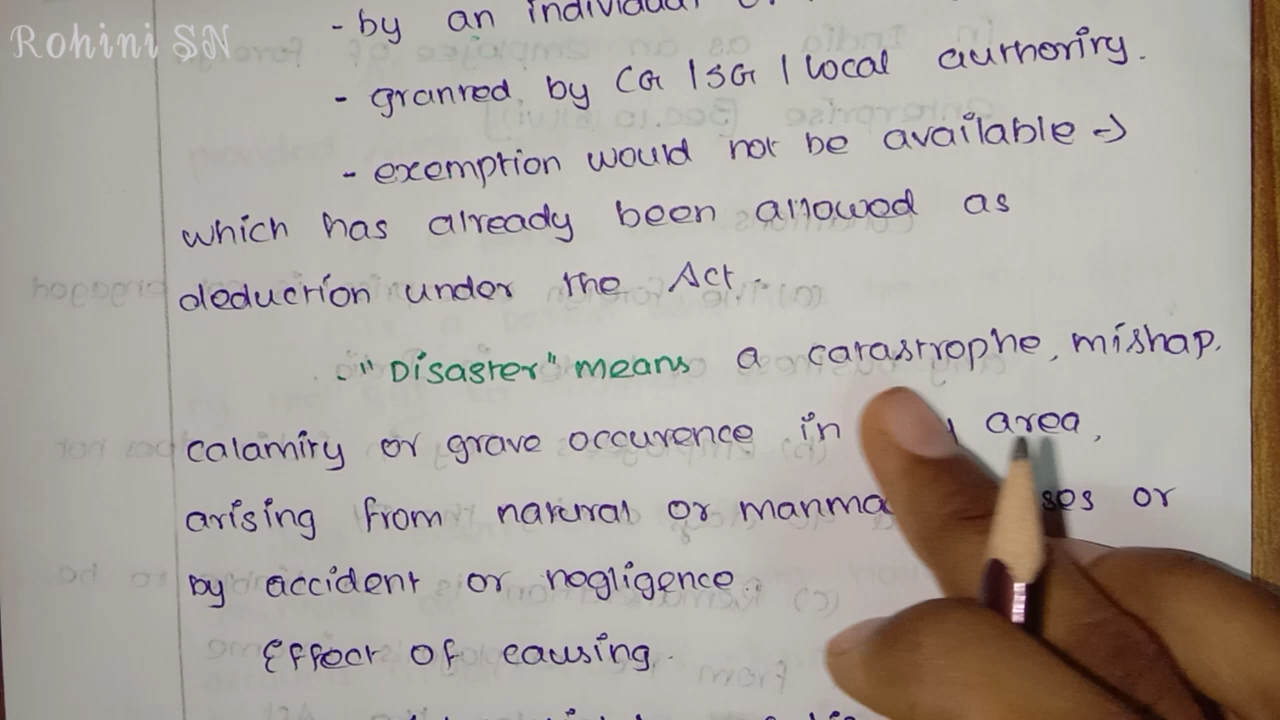 Rohini SN
- by an individual
- granted by CG / SG / local authority.
- exemption would not be available ->
which has already been allowed as
deduction under the Act.
"Disaster" means a catastrophe, mishap,
calamity or grave occurence in area,
arising from natural or manma ses or
by accident or negligence.
Effect of causing.